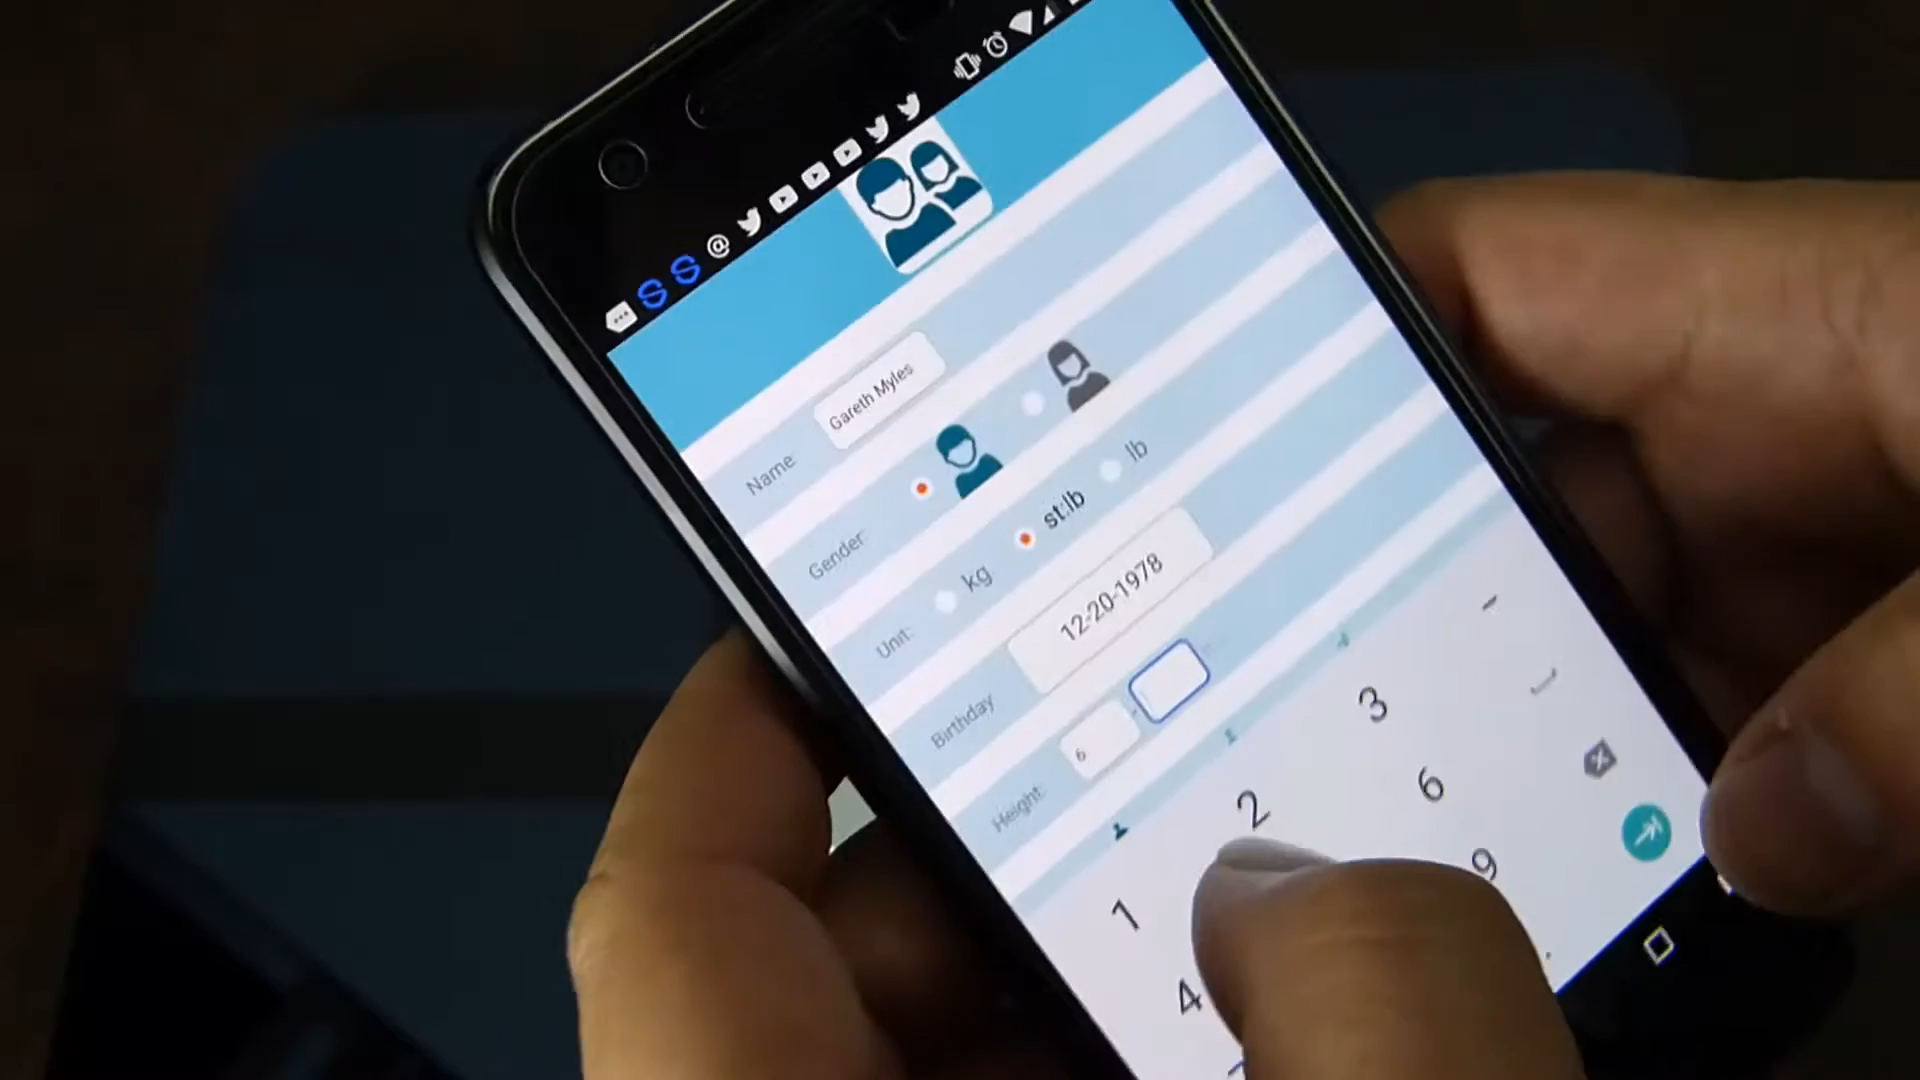 Name: Gareth Myles
Gender:
Unit: kg st:lb lb
Birthday 12-20-1978
Height: 6
1 2 3 -
4 6
9 .